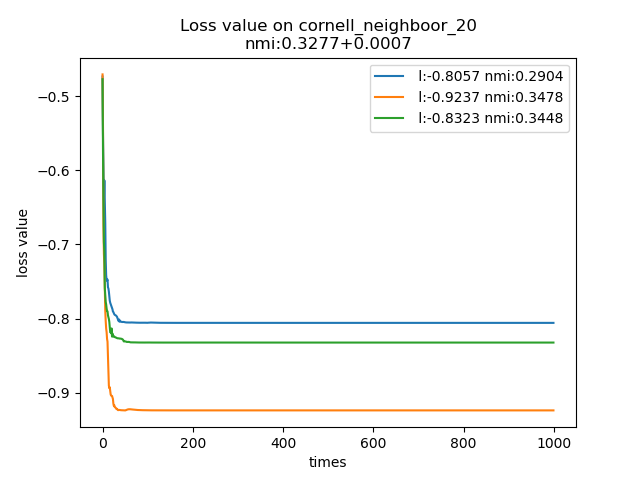 Loss value on cornell_neighboor_20
nmi:0.3277+0.0007
l:-0.8057 nmi:0.2904
l:-0.9237 nmi:0.3478
l:-0.8323 nmi:0.3448
loss value
−0.5
−0.6
−0.7
−0.8
−0.9
0 200 400 600 800 1000
times